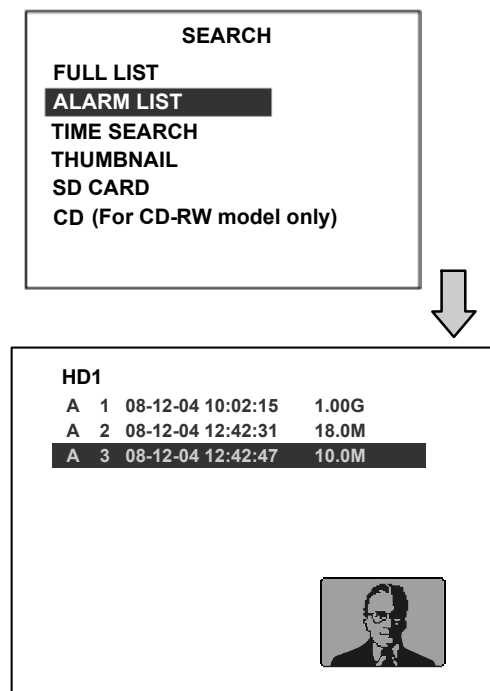 SEARCH
FULL LIST
ALARM LIST
TIME SEARCH
THUMBNAIL
SD CARD
CD (For CD-RW model only)
HD1
A 1 08-12-04 10:02:15 1.00G
A 2 08-12-04 12:42:31 18.0M
A 3 08-12-04 12:42:47 10.0M